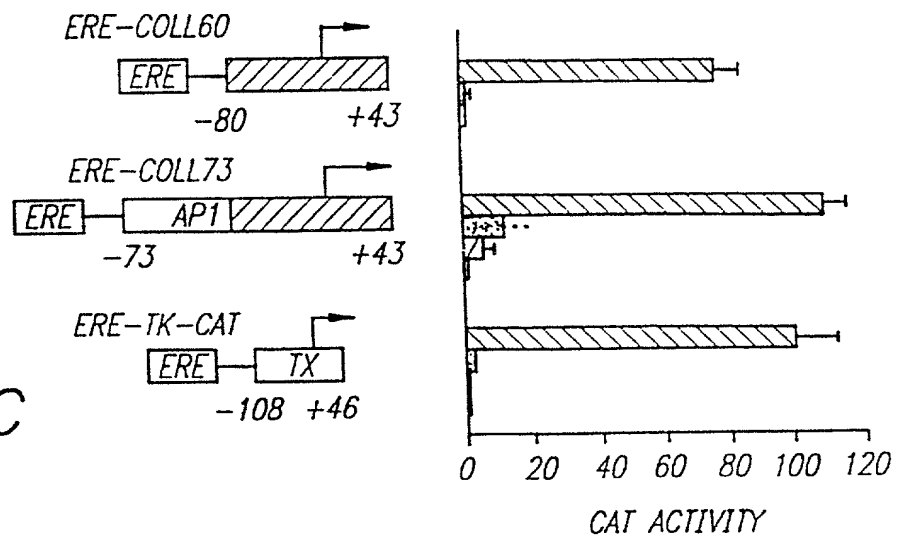 ERE-COLL60
ERE
-80 +43
ERE-COLL73
ERE AP1
-73 +43
ERE-TK-CAT
ERE TX
-108 +46
C
0 20 40 60 80 100 120
CAT ACTIVITY